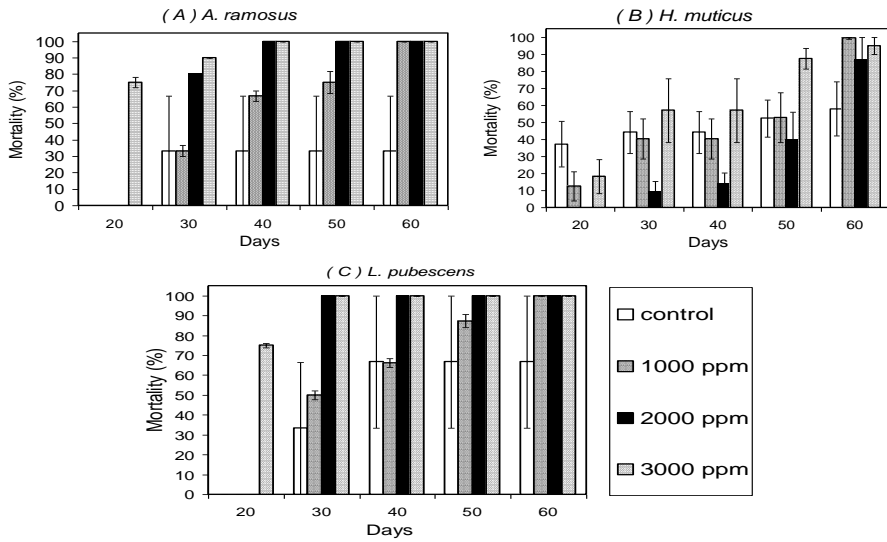 ( A ) A. ramosus
Mortality (%)
100
90
80
70
60
50
40
30
20
10
0
20 30 40 50 60
Days
( B ) H. muticus
Mortality (%)
100
90
80
70
60
50
40
30
20
10
0
20 30 40 50 60
Days
( C ) L. pubescens
Mortality (%)
100
90
80
70
60
50
40
30
20
10
0
20 30 40 50 60
Days
control
1000 ppm
2000 ppm
3000 ppm